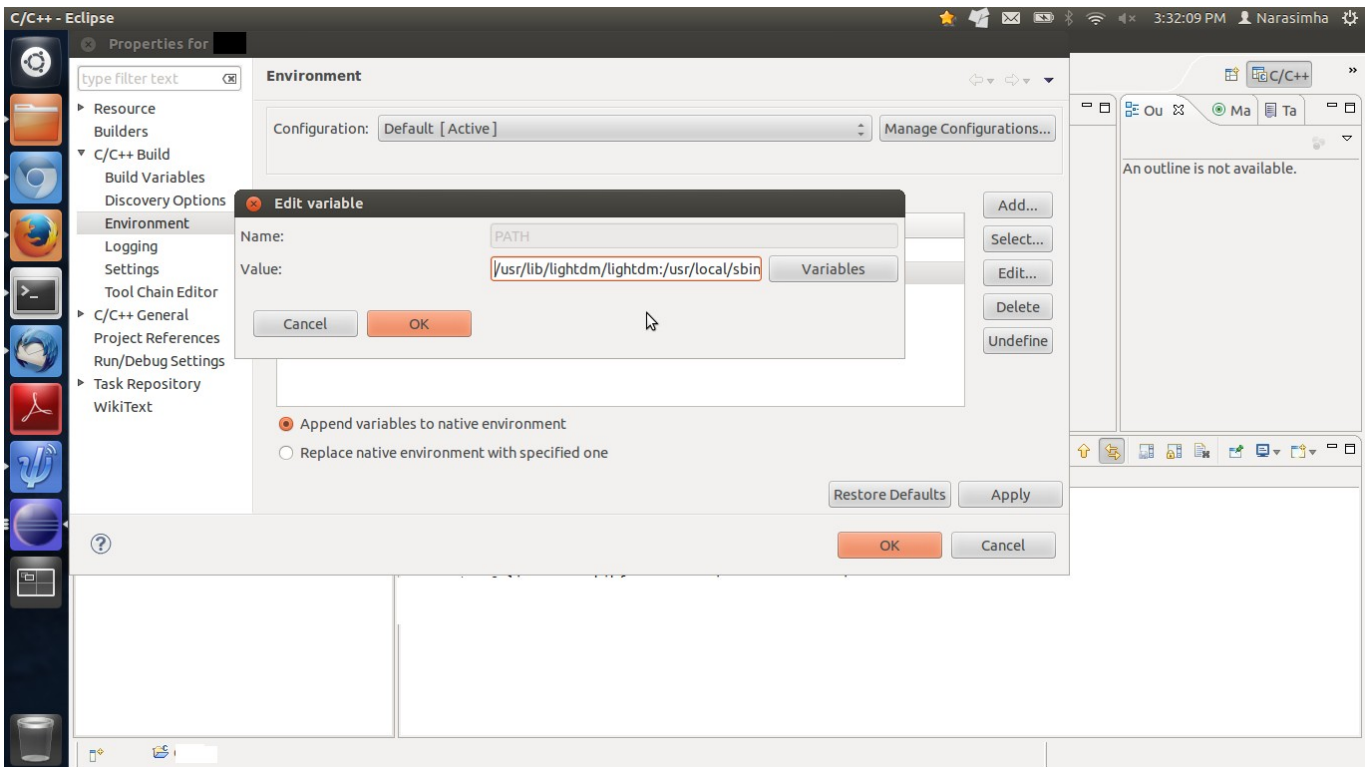 C/C++ - Eclipse
3:32:09 PM Narasimha
Properties for
type filter text
Environment
C/C++
»
Resource
Builders
C/C++ Build
Build Variables
Discovery Options
Environment
Logging
Settings
Tool Chain Editor
C/C++ General
Project References
Run/Debug Settings
Task Repository
WikiText
Configuration: Default [Active] Manage Configurations...
Ou Ma Ta
An outline is not available.
Edit variable
Name: PATH
Value: /usr/lib/lightdm/lightdm:/usr/local/sbin Variables
Cancel OK
Add...
Select...
Edit...
Delete
Undefine
Append variables to native environment
Replace native environment with specified one
Restore Defaults Apply
OK Cancel